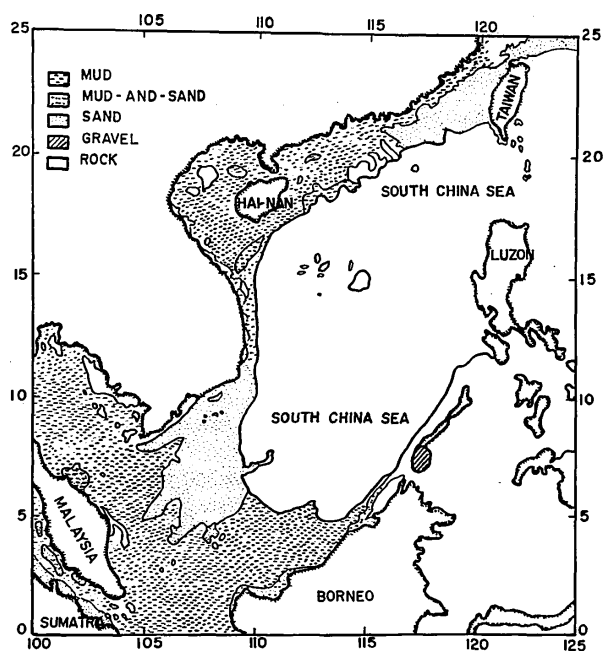 105 110 115 120
25 25
MUD
MUD-AND-SAND
SAND
GRAVEL
ROCK
TAIWAN
20 20
SOUTH CHINA SEA
HAI-NAN
LUZON
15 15
10 10
SOUTH CHINA SEA
MALAYSIA
5 5
BORNEO
SUMATRA
0 0
100 105 110 115 120 125